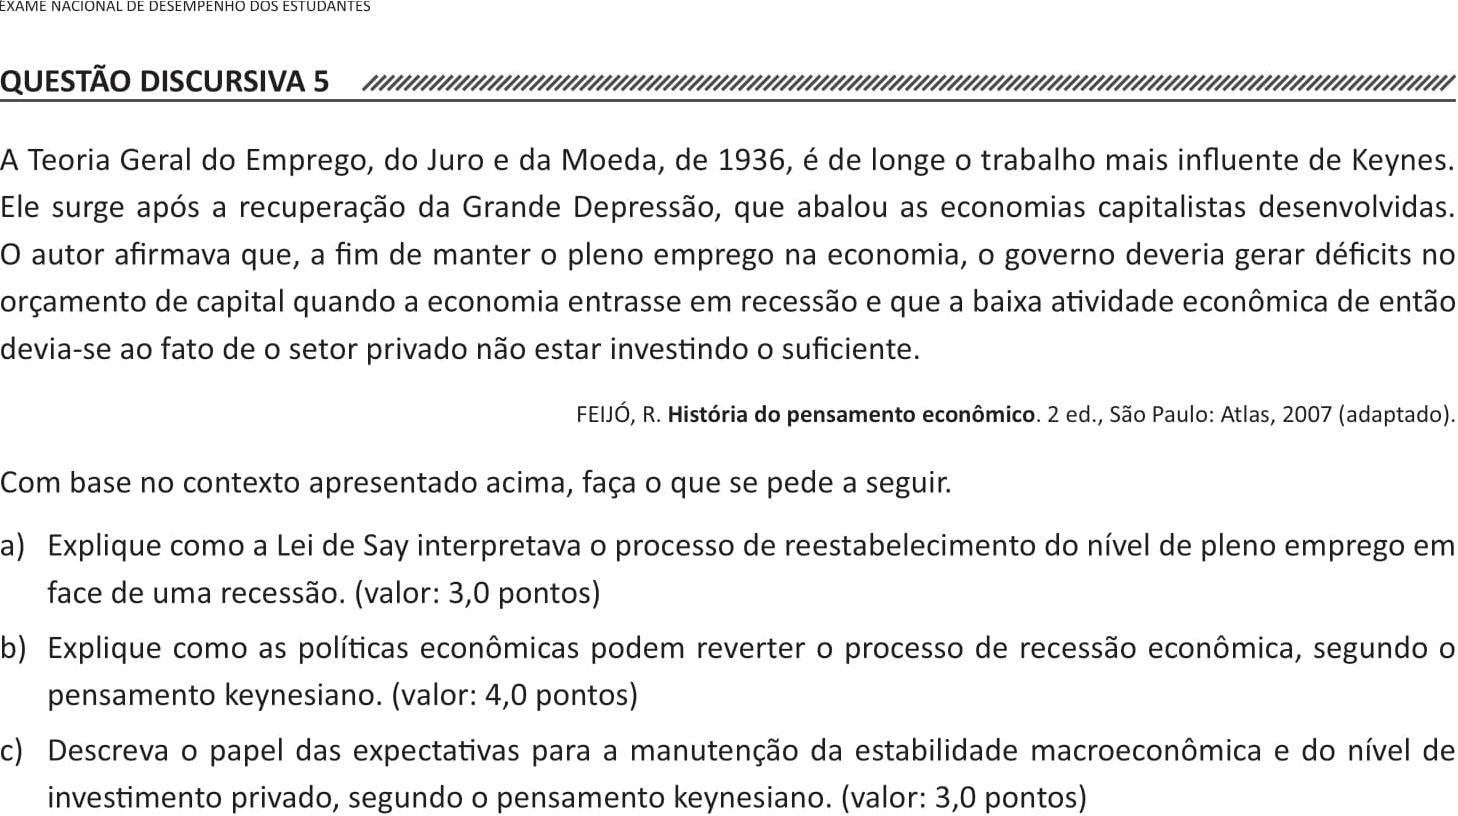 EXAME NACIONAL DE DESEMPENHO DOS ESTUDANTES
QUESTÃO DISCURSIVA 5
A Teoria Geral do Emprego, do Juro e da Moeda, de 1936, é de longe o trabalho mais influente de Keynes.
Ele surge após a recuperação da Grande Depressão, que abalou as economias capitalistas desenvolvidas.
O autor afirmava que, a fim de manter o pleno emprego na economia, o governo deveria gerar déficits no
orçamento de capital quando a economia entrasse em recessão e que a baixa atividade econômica de então
devia-se ao fato de o setor privado não estar investindo o suficiente.
FEIJÓ, R. História do pensamento econômico. 2 ed., São Paulo: Atlas, 2007 (adaptado).
Com base no contexto apresentado acima, faça o que se pede a seguir.
a) Explique como a Lei de Say interpretava o processo de reestabelecimento do nível de pleno emprego em
face de uma recessão. (valor: 3,0 pontos)
b) Explique como as políticas econômicas podem reverter o processo de recessão econômica, segundo o
pensamento keynesiano. (valor: 4,0 pontos)
c) Descreva o papel das expectativas para a manutenção da estabilidade macroeconômica e do nível de
investimento privado, segundo o pensamento keynesiano. (valor: 3,0 pontos)